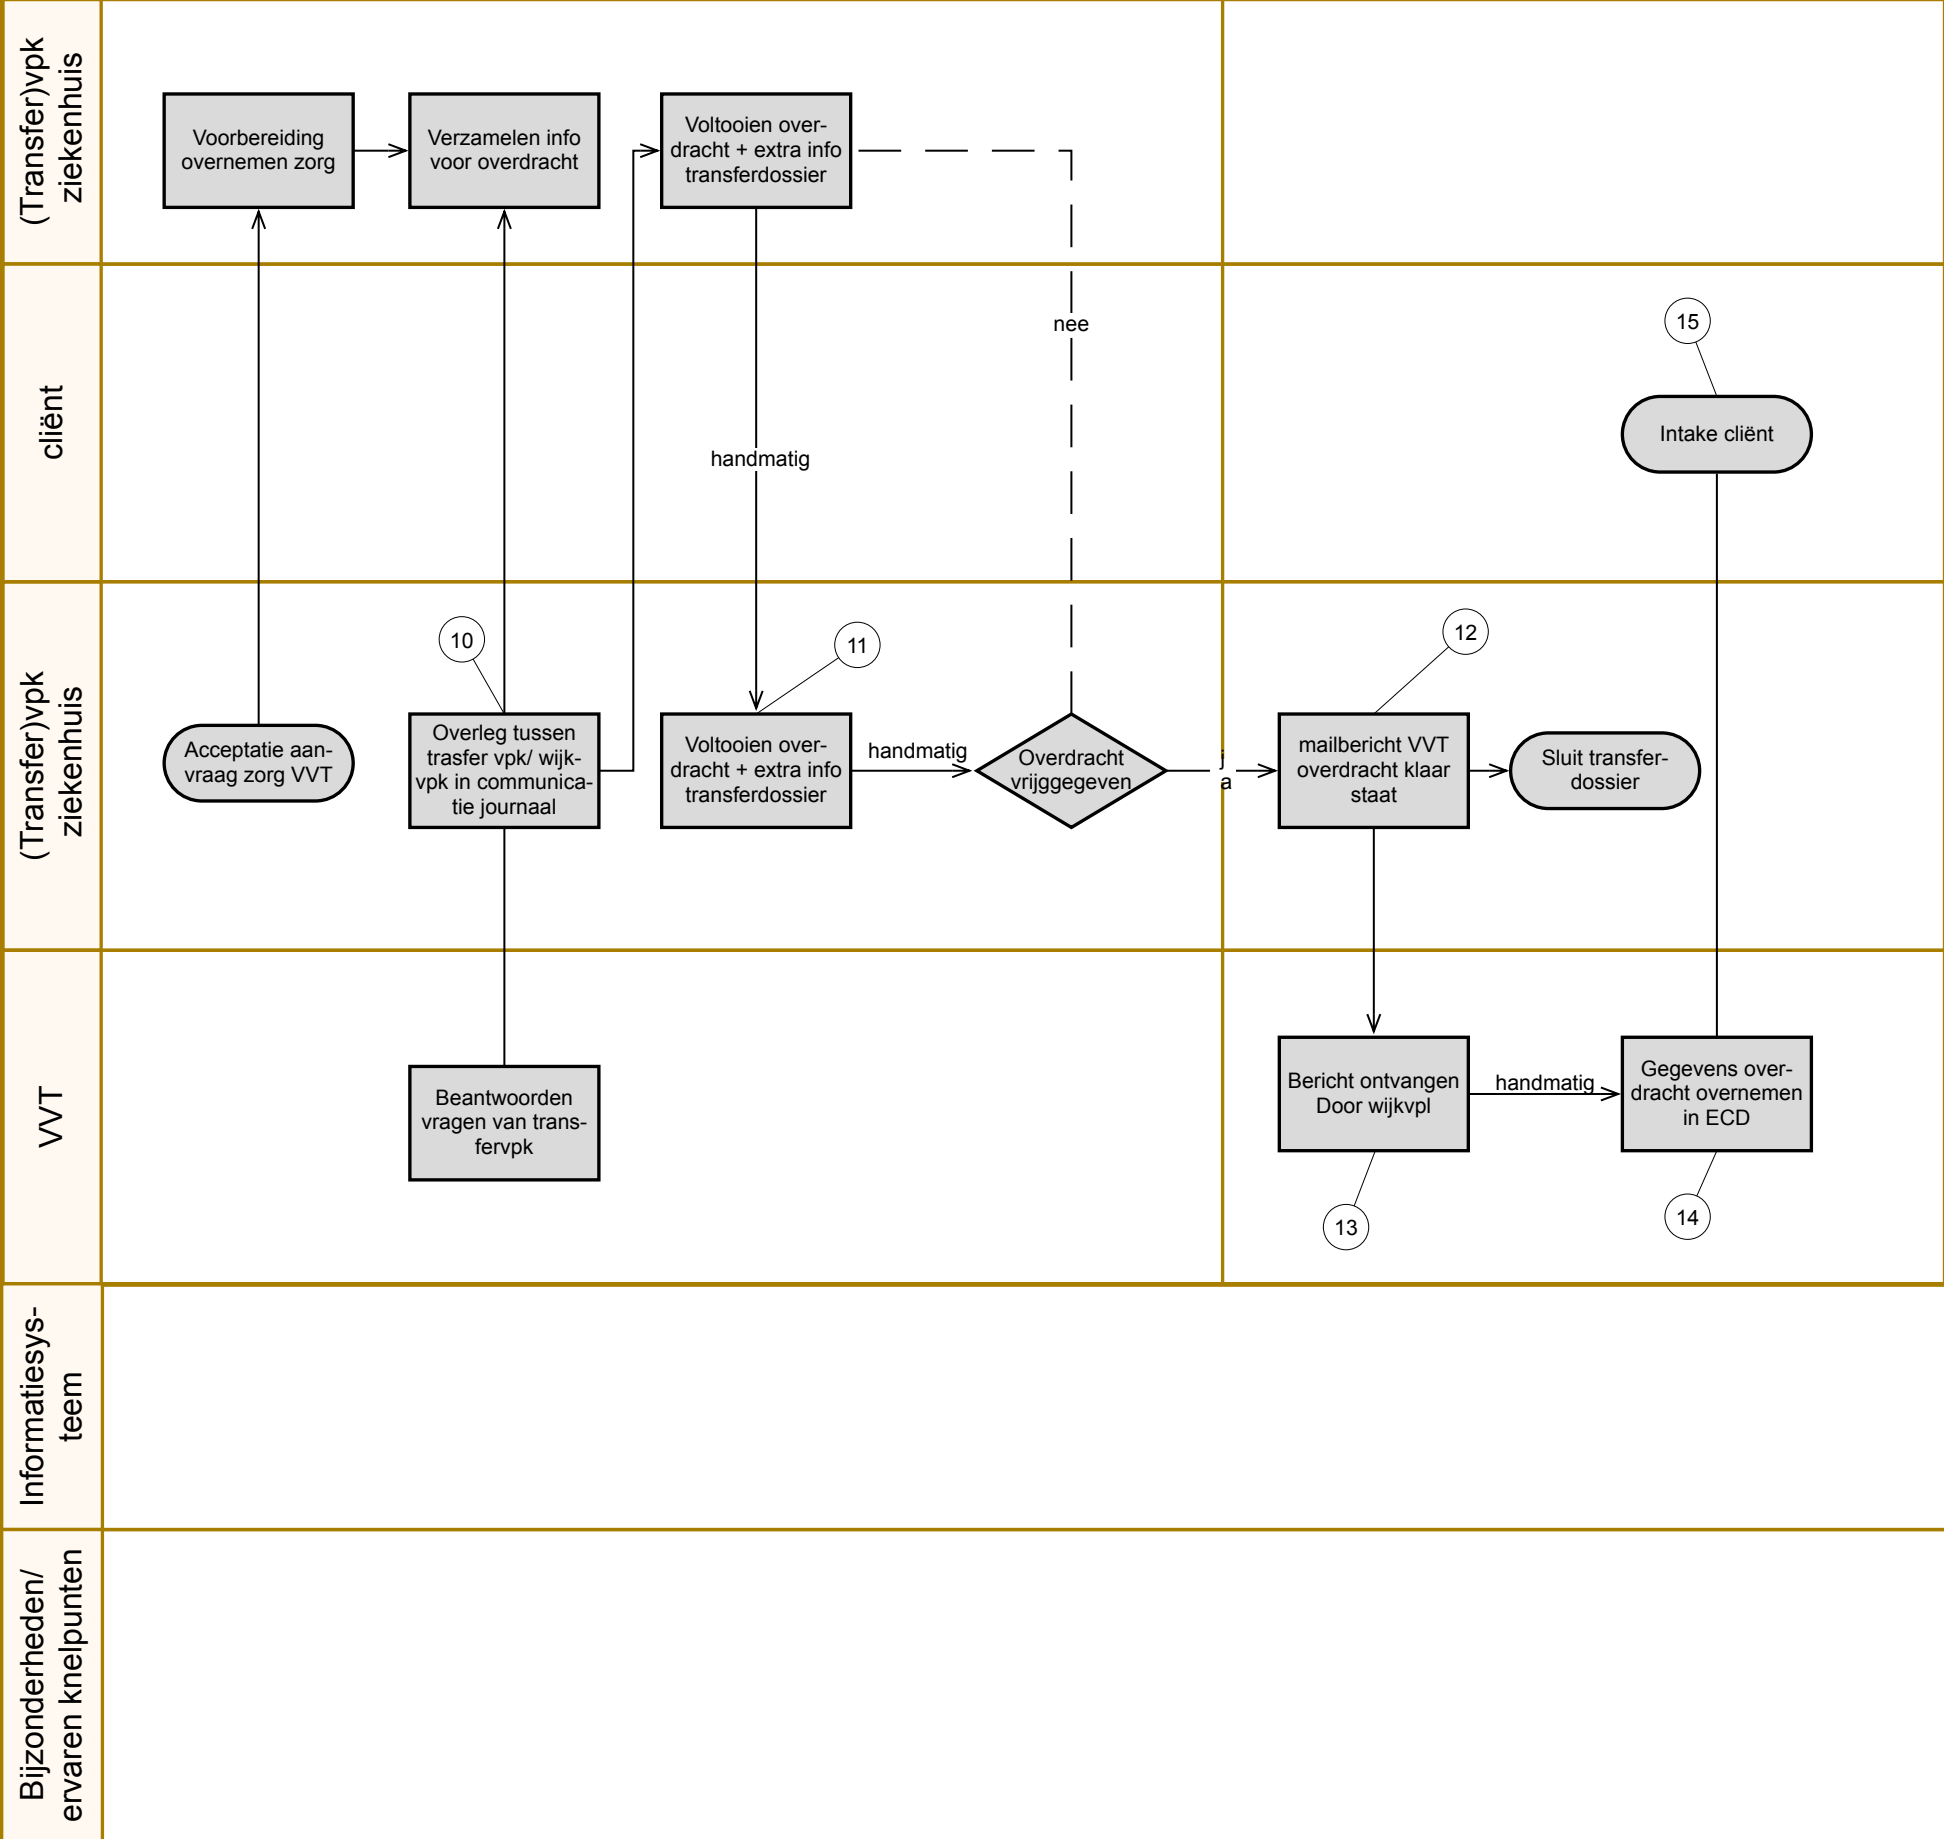 (Transfer)vpk
ziekenhuis
Voorbereiding
overnemen zorg
Verzamelen info
voor overdracht
Voltooien over-
dracht + extra info
transferdossier
cliënt
handmatig
nee
15
Intake cliënt
(Transfer)vpk
ziekenhuis
Acceptatie aan-
vraag zorg VVT
10
Overleg tussen
trasfer vpk/ wijk-
vpk in communica-
tie journaal
11
Voltooien over-
dracht + extra info
transferdossier
handmatig
Overdracht
vrijggegeven
j
a
12
mailbericht VVT
overdracht klaar
staat
Sluit transfer-
dossier
VVT
Beantwoorden
vragen van trans-
fervpk
Bericht ontvangen
Door wijkvpl
13
handmatig
Gegevens over-
dracht overnemen
in ECD
14
Informatiesys-
teem
Bijzonderheden/
ervaren knelpunten